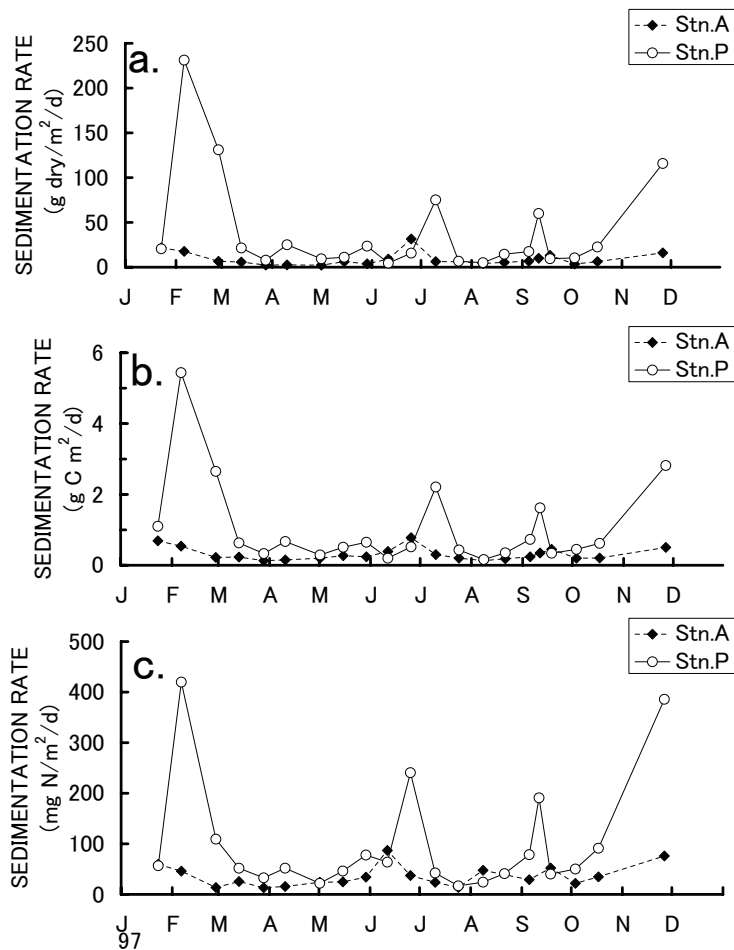 Stn.A
Stn.P
a.
SEDIMENTATION RATE
(g dry/m²/d)
250
200
150
100
50
0
J F M A M J J A S O N D
Stn.A
Stn.P
b.
SEDIMENTATION RATE
(g C m²/d)
6
4
2
0
J F M A M J J A S O N D
Stn.A
Stn.P
c.
SEDIMENTATION RATE
(mg N/m²/d)
500
400
300
200
100
0
J F M A M J J A S O N D
97